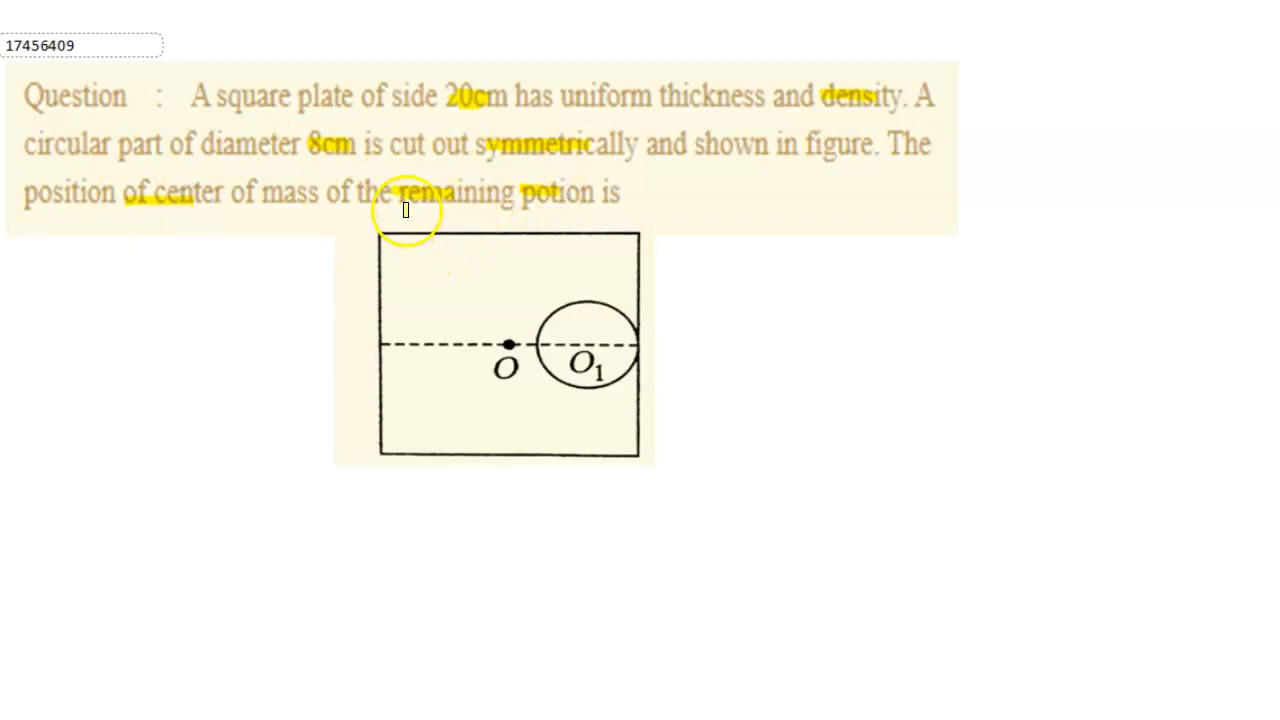 17456409
Question : A square plate of side 20cm has uniform thickness and density. A
circular part of diameter 8cm is cut out symmetrically and shown in figure. The
position of center of mass of the remaining potion is
O
O₁